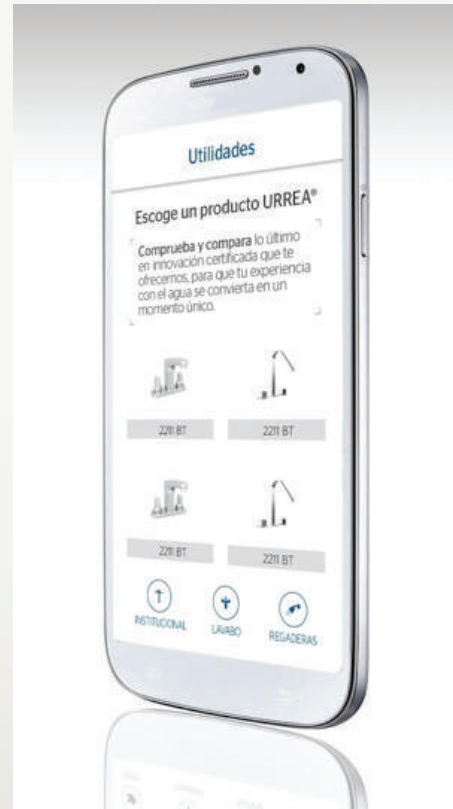 Utilidades
Escoge un producto URREA®
Comprueba y compara lo último
en innovación certificada que te
ofrecemos, para que tu experiencia
con el agua se convierta en un
momento único.
2211 BT 2211 BT
2211 BT 2211 BT
INSTITUCIONAL LAVABO REGADERAS